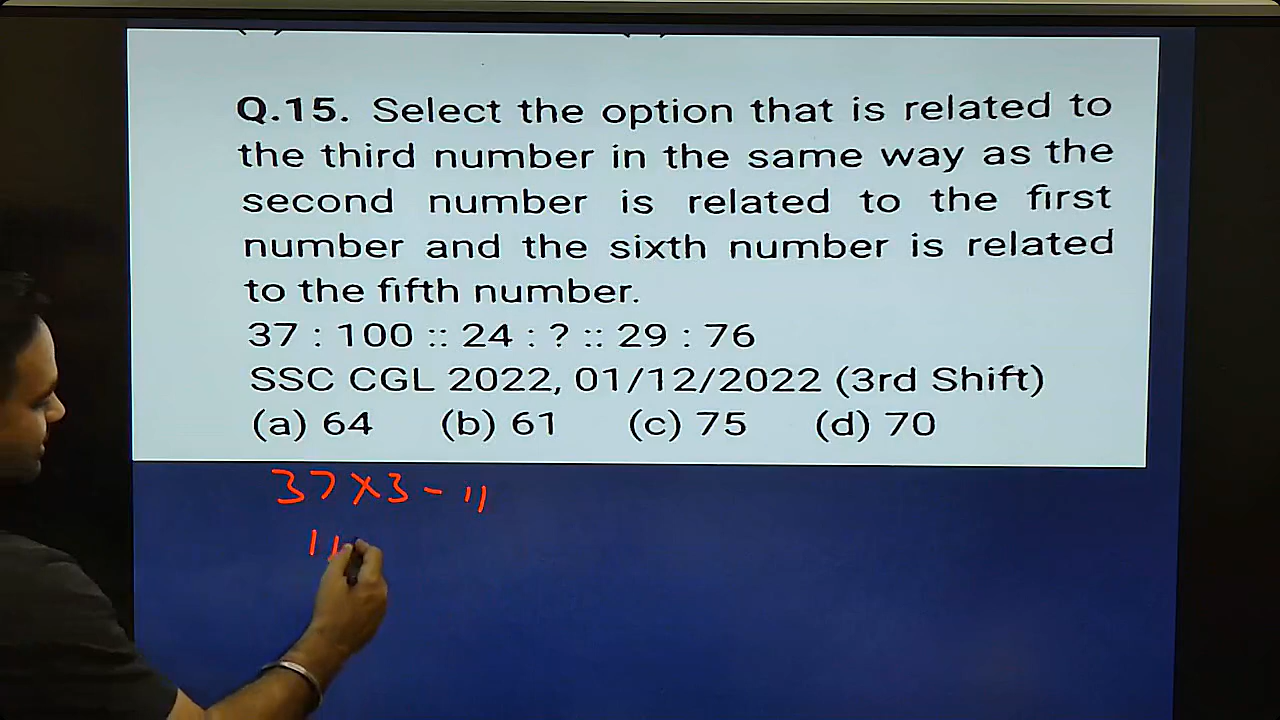 Q.15. Select the option that is related to
the third number in the same way as the
second number is related to the first
number and the sixth number is related
to the fifth number.
37 : 100 :: 24 : ? :: 29 : 76
SSC CGL 2022, 01/12/2022 (3rd Shift)
(a) 64 (b) 61 (c) 75 (d) 70
37 × 3 - 11
11